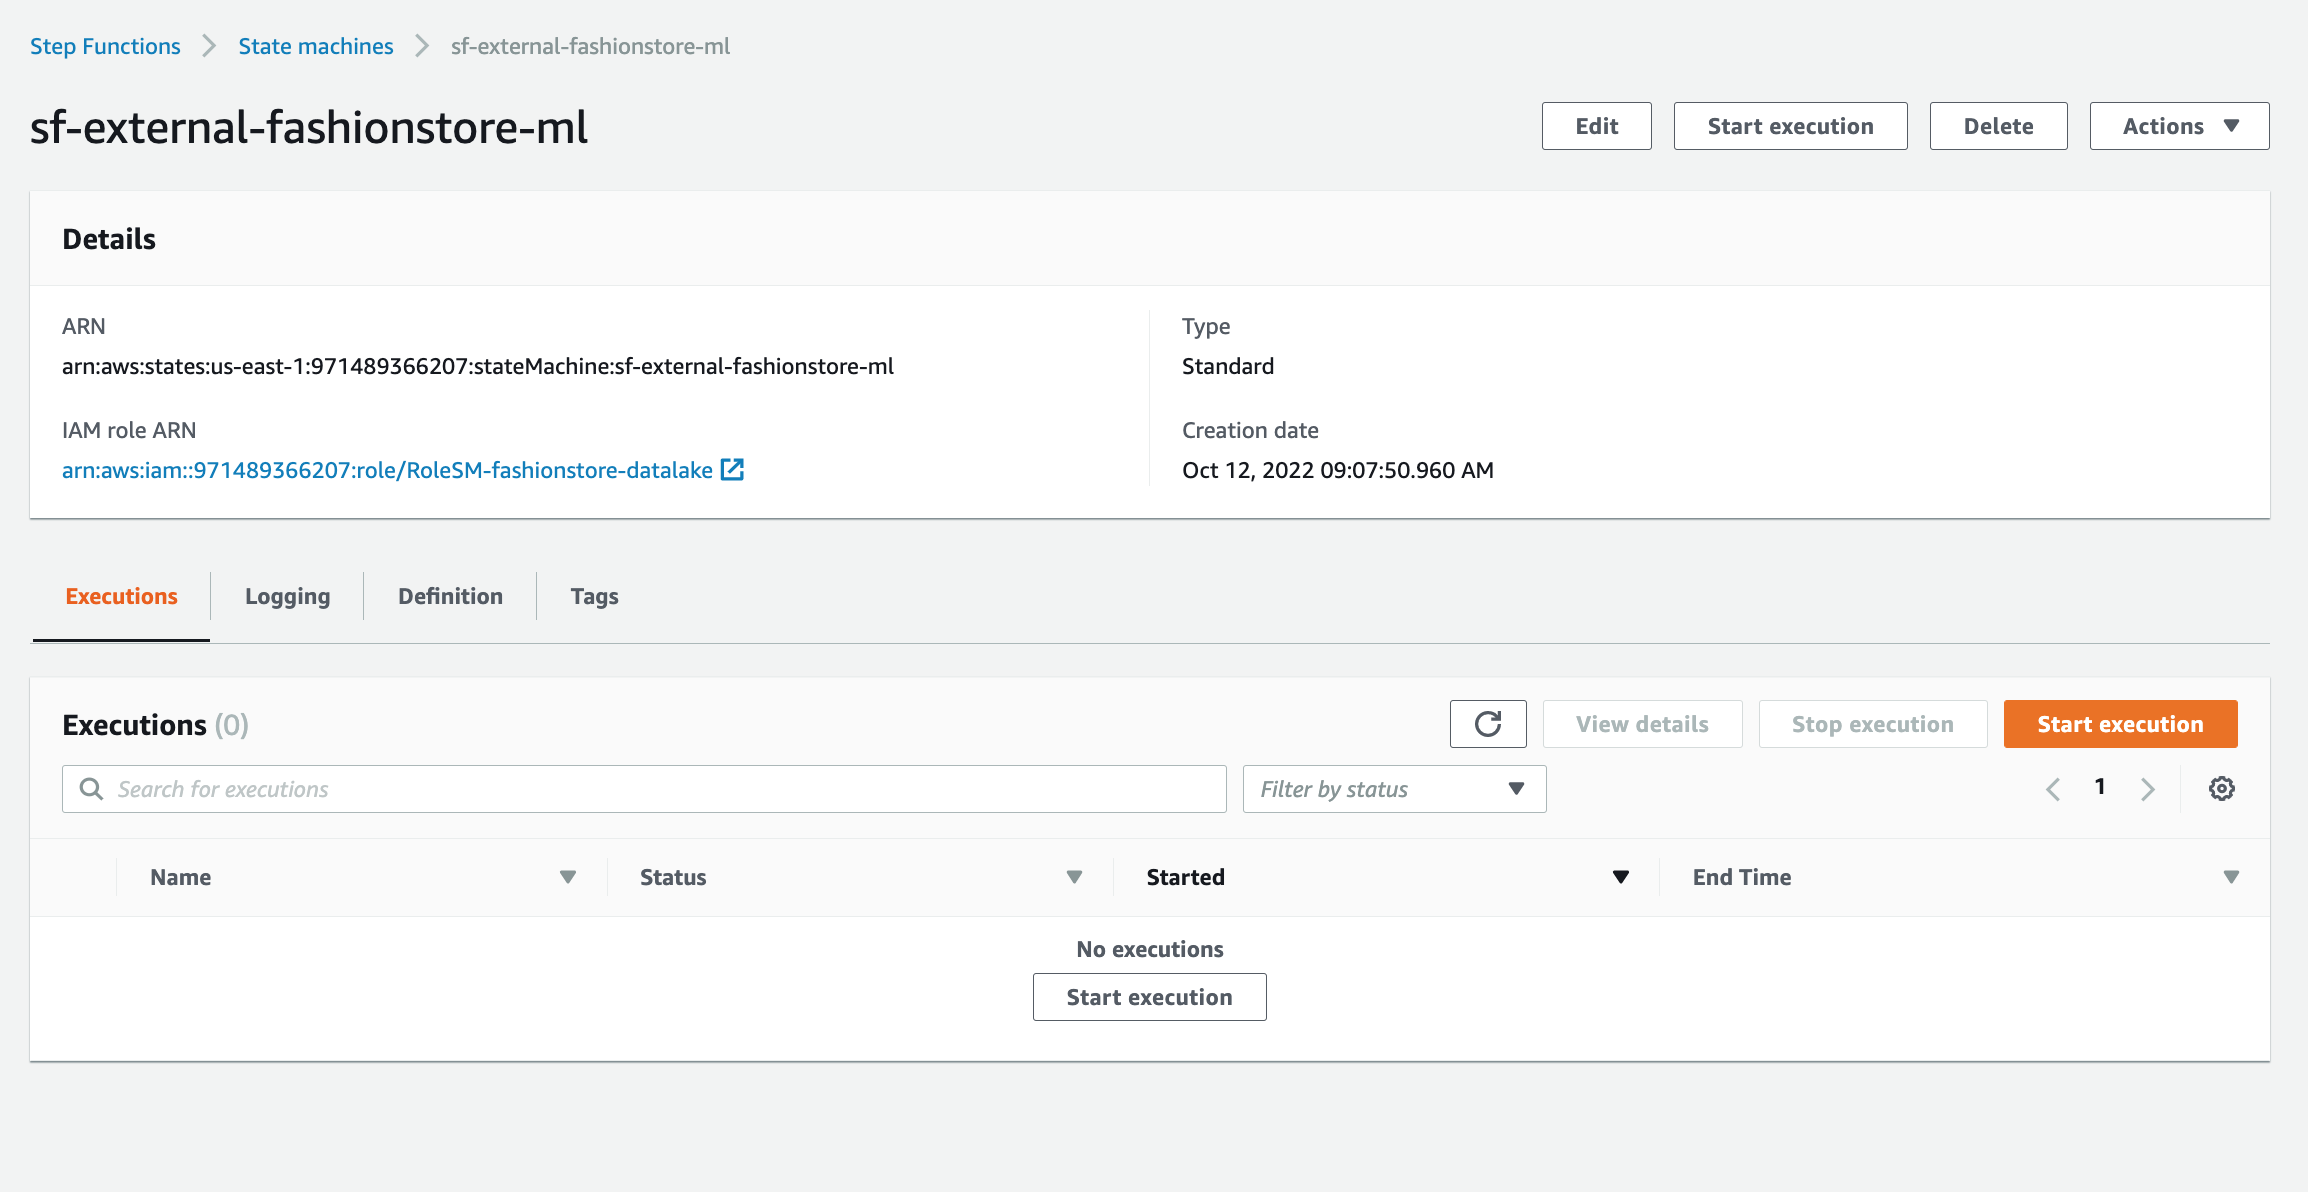 Step Functions > State machines > sf-external-fashionstore-ml
sf-external-fashionstore-ml
Edit
Start execution
Delete
Actions
Details
ARN
arn:aws:states:us-east-1:971489366207:stateMachine:sf-external-fashionstore-ml
Type
Standard
IAM role ARN
arn:aws:iam::971489366207:role/RoleSM-fashionstore-datalake
Creation date
Oct 12, 2022 09:07:50.960 AM
Executions
Logging
Definition
Tags
Executions (0)
View details
Stop execution
Start execution
Search for executions
Filter by status
1
Name
Status
Started
End Time
No executions
Start execution